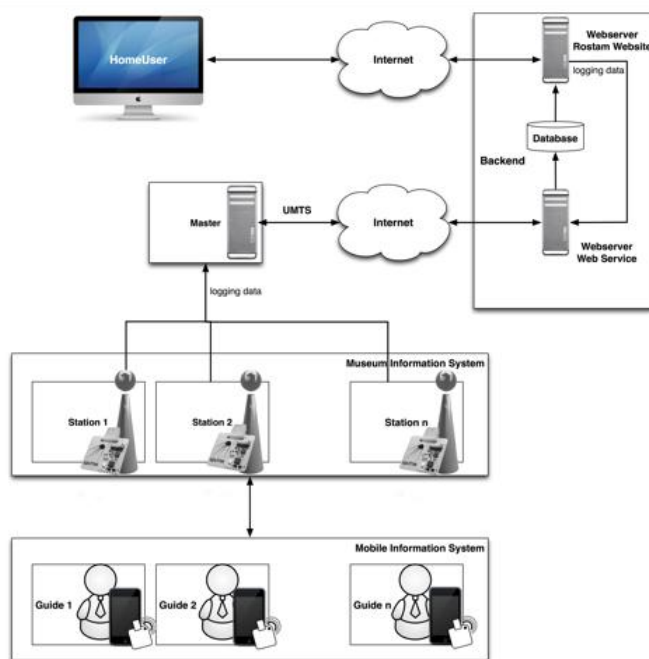 HomeUser
Internet
Webserver
Rostam Website
logging data
Database
Backend
Master
UMTS
Internet
Webserver
Web Service
logging data
Museum Information System
Station 1
Station 2
Station n
Mobile Information System
Guide 1
Guide 2
Guide n